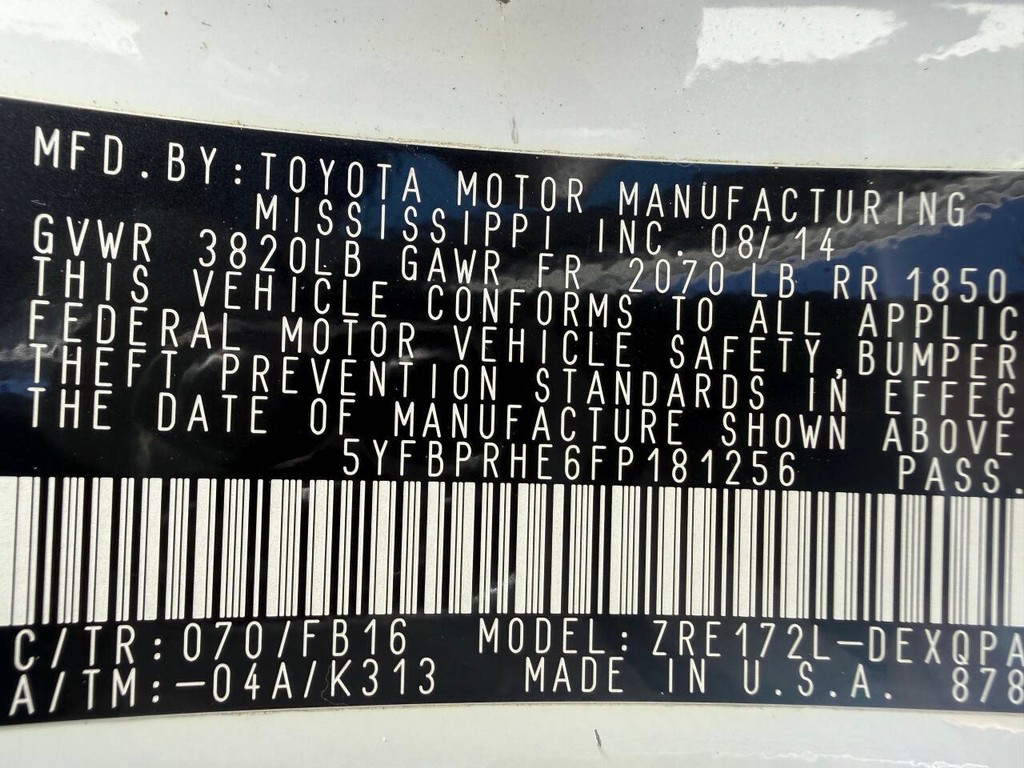 MFD.BY:TOYOTA MOTOR MANUFACTURING
MISSISSIPPI INC. 08/14
GVWR 3820LB GAWR FR 2070 LB RR 1850
THIS VEHICLE CONFORMS TO ALL APPLIC
FEDERAL MOTOR VEHICLE SAFETY,BUMPER
THEFT PREVENTION STANDARDS IN EFFEC
THE DATE OF MANUFACTURE SHOWN ABOVE
5YFBPRHE6FP181256 PASS.
C/TR:070/FB16 MODEL:ZRE172L-DEXQPA
A/TM:-04A/K313 MADE IN U.S.A. 878